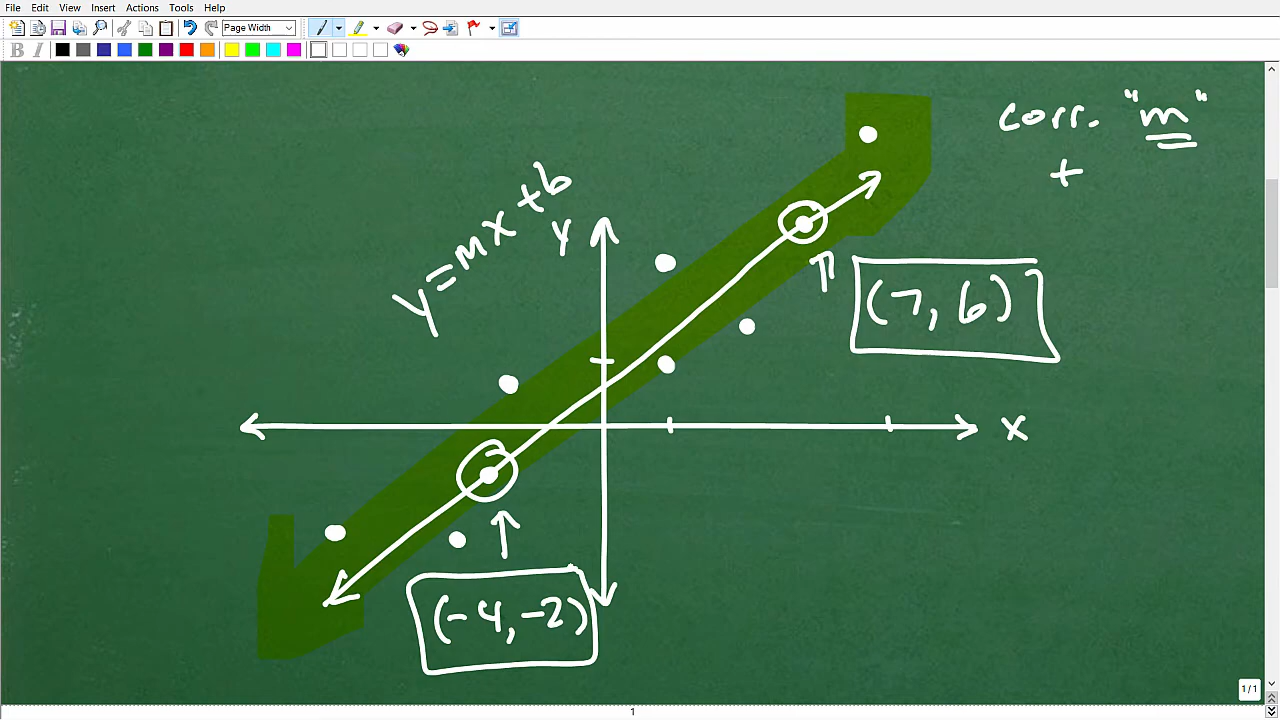 File Edit View Insert Actions Tools Help
Page Width
B I
corr. "m"
+
y=mx+b
y
(7, 6)
x
(-4,-2)
1/1
1